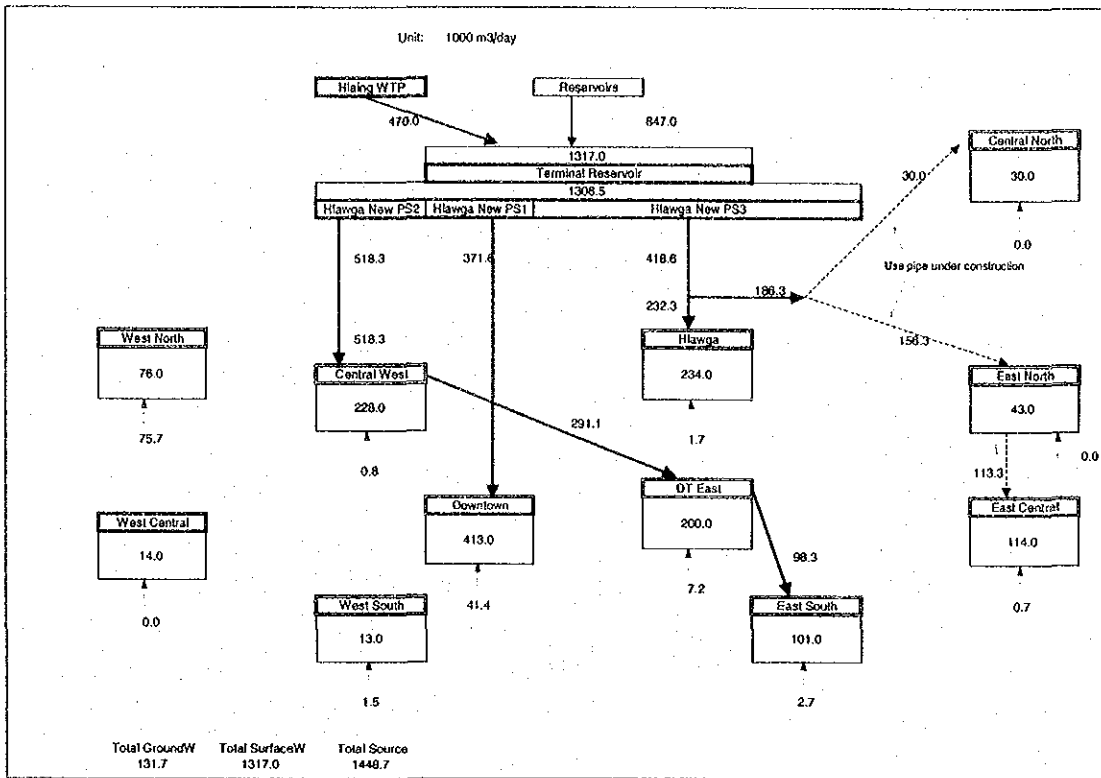 Unit: 1000 m3/day
Hlaing WTP
Reservoirs
470.0
847.0
1317.0
Terminal Reservoir
1308.5
Hlawga New PS2
Hlawga New PS1
Hlawga New PS3
Central North
30.0
30.0
0.0
518.3
371.6
418.6
Use pipe under construction
186.3
232.3
518.3
156.3
West North
76.0
75.7
Central West
228.0
0.8
291.1
Hlawga
234.0
1.7
East North
43.0
0.0
113.3
West Central
14.0
0.0
Downtown
413.0
41.4
DT East
200.0
7.2
98.3
East Central
114.0
0.7
West South
13.0
1.5
East South
101.0
2.7
Total GroundW Total SurfaceW Total Source
131.7 1317.0 1448.7